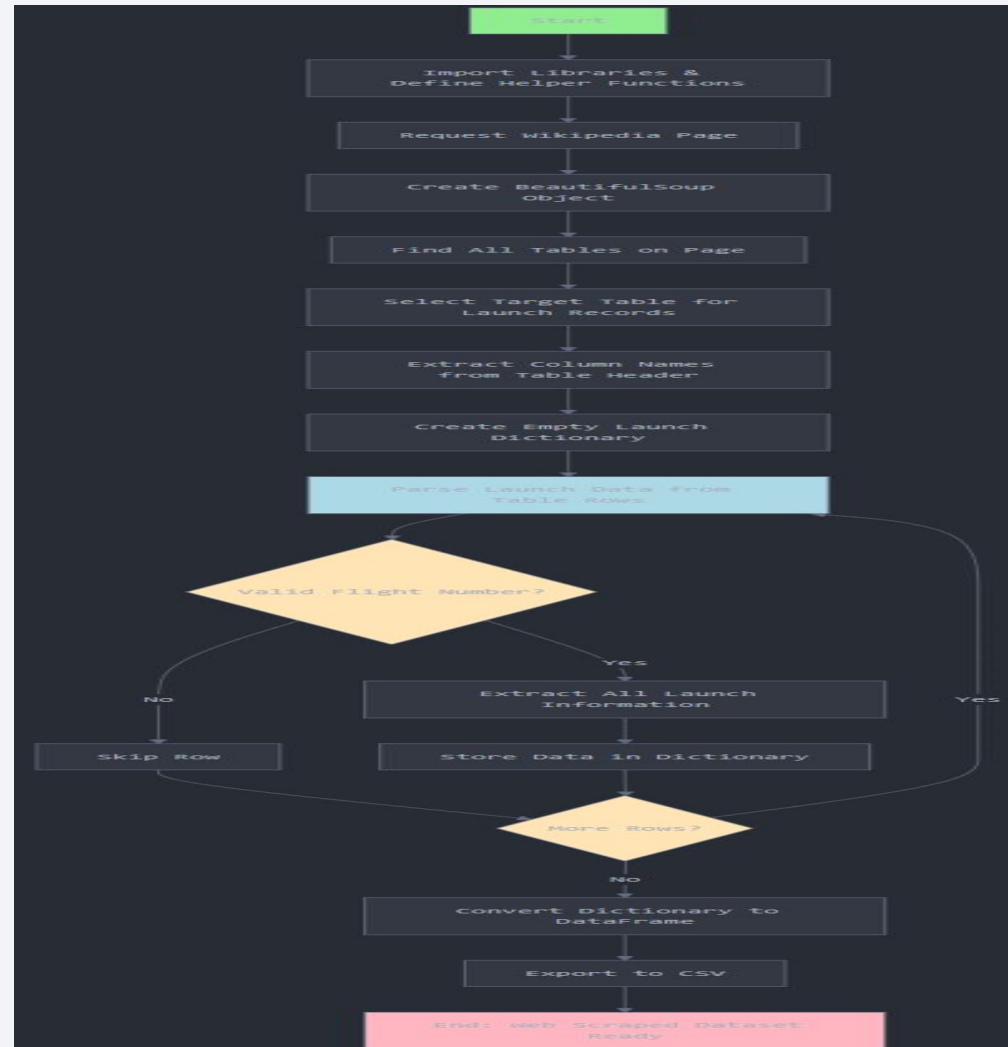 Start
Import Libraries &
Define Helper Functions
Request Wikipedia Page
Create BeautifulSoup
Object
Find All Tables on Page
Select Target Table for
Launch Records
Extract Column Names
from Table Header
Create Empty Launch
Dictionary
Parse Launch Data from
Table Rows
Valid Flight Number?
Yes
No
Yes
Extract All Launch
Information
Skip Row
Store Data in Dictionary
More Rows?
No
Convert Dictionary to
DataFrame
Export to CSV
End: Web Scraped Dataset
Ready